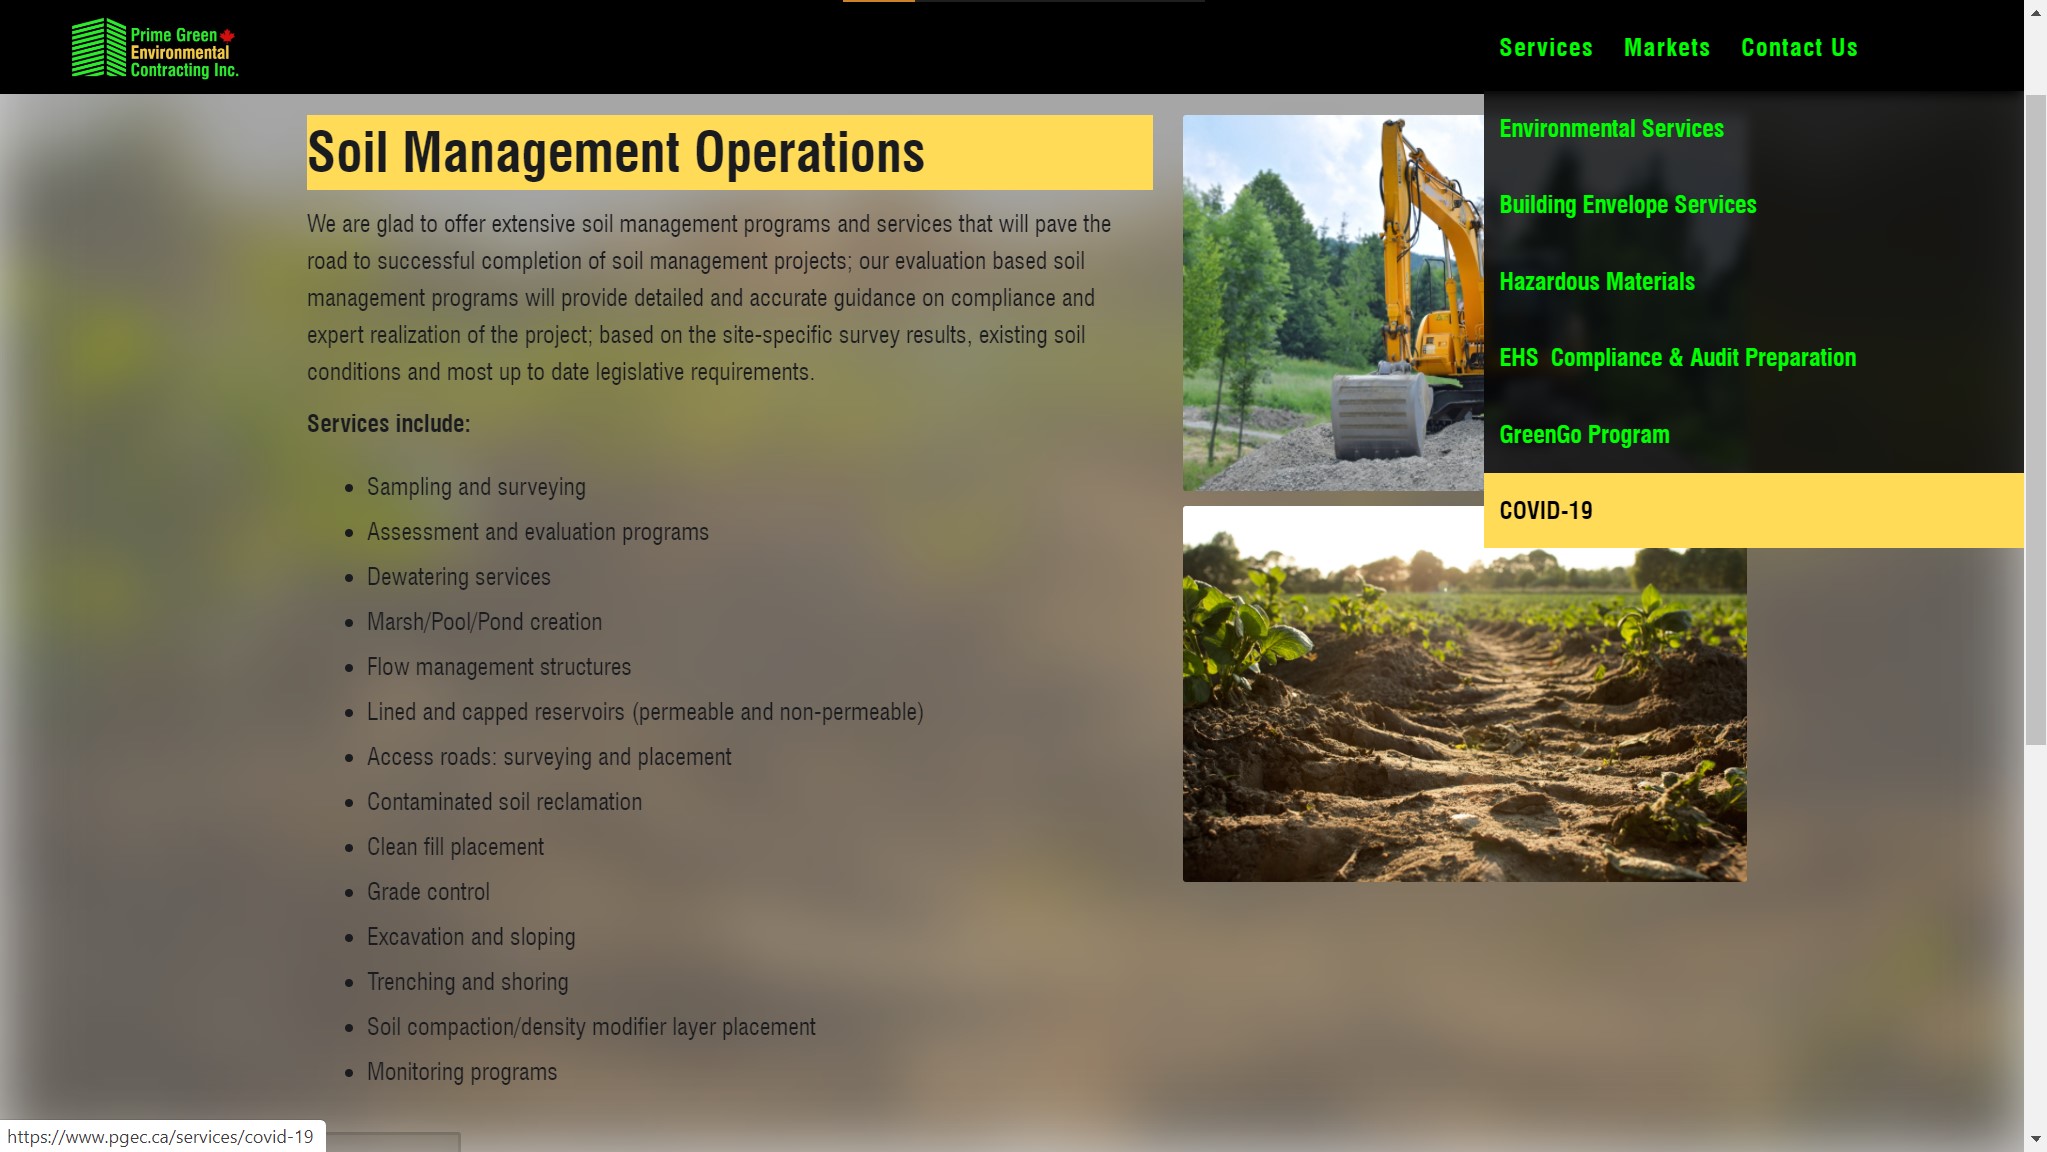 Prime Green
Environmental
Contracting Inc.
Services
Markets
Contact Us
Environmental Services
Building Envelope Services
Hazardous Materials
EHS  Compliance & Audit Preparation
GreenGo Program
COVID-19
Soil Management Operations
We are glad to offer extensive soil management programs and services that will pave the
road to successful completion of soil management projects; our evaluation based soil
management programs will provide detailed and accurate guidance on compliance and
expert realization of the project; based on the site-specific survey results, existing soil
conditions and most up to date legislative requirements.
Services include:
Sampling and surveying
Assessment and evaluation programs
Dewatering services
Marsh/Pool/Pond creation
Flow management structures
Lined and capped reservoirs (permeable and non-permeable)
Access roads: surveying and placement
Contaminated soil reclamation
Clean fill placement
Grade control
Excavation and sloping
Trenching and shoring
Soil compaction/density modifier layer placement
Monitoring programs
https://www.pgec.ca/services/covid-19